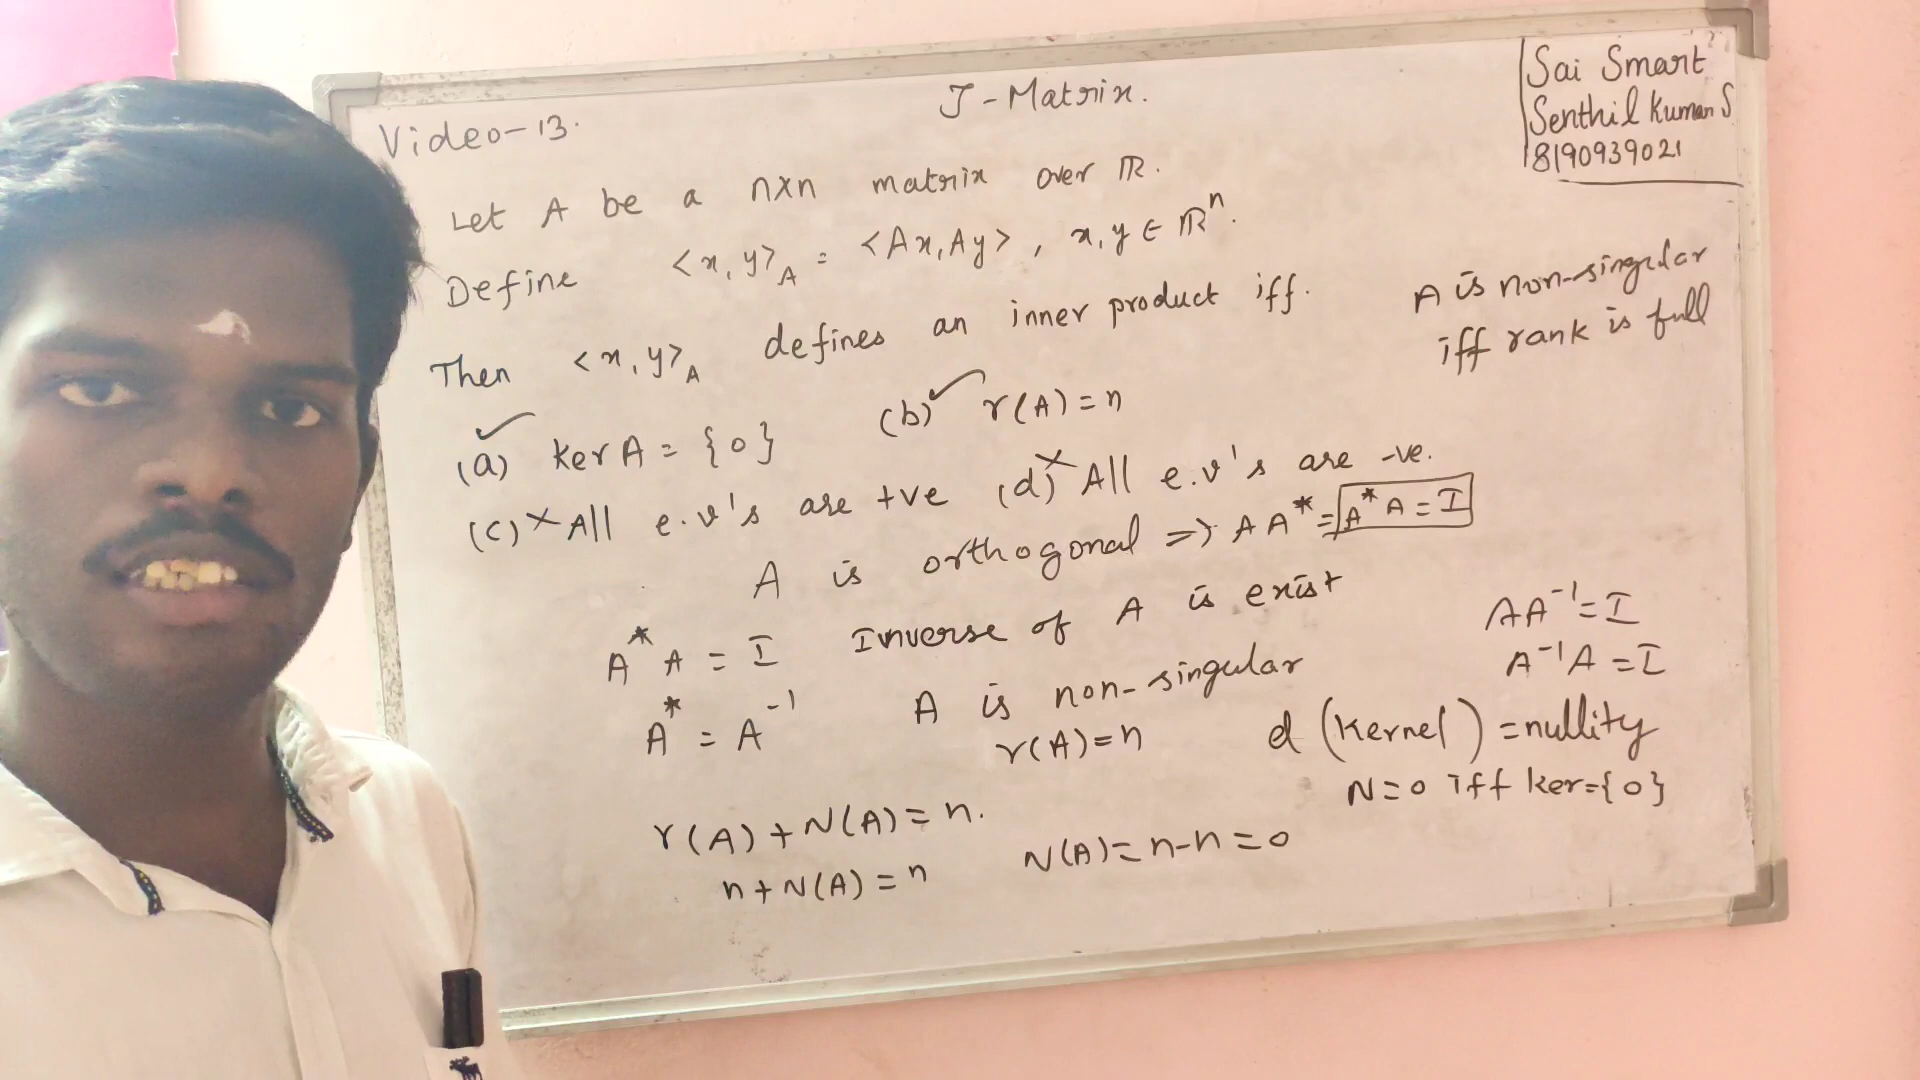 Video-13.
J-Matrix.
Sai Smart
Senthil Kumar S
8190939021
Let A be a n×n matrix over ℝ.
Define <x,y>_A = <Ax,Ay>, x,y ∈ ℝ^n.
Then <x,y>_A defines an inner product iff.
A is non-singular
iff rank is full
(a) ✓ ker A = {0} (b) ✓ r(A) = n
(c) × All e.v's are +ve (d) × All e.v's are -ve.
A is orthogonal => A A* = A* A = I
A* A = I Inverse of A is exist
A* = A^-1 A is non-singular
r(A) = n
AA^-1 = I
A^-1 A = I
d (Kernel) = nullity
N=0 iff ker={0}
r(A) + N(A) = n.
n + N(A) = n N(A) = n-n = 0